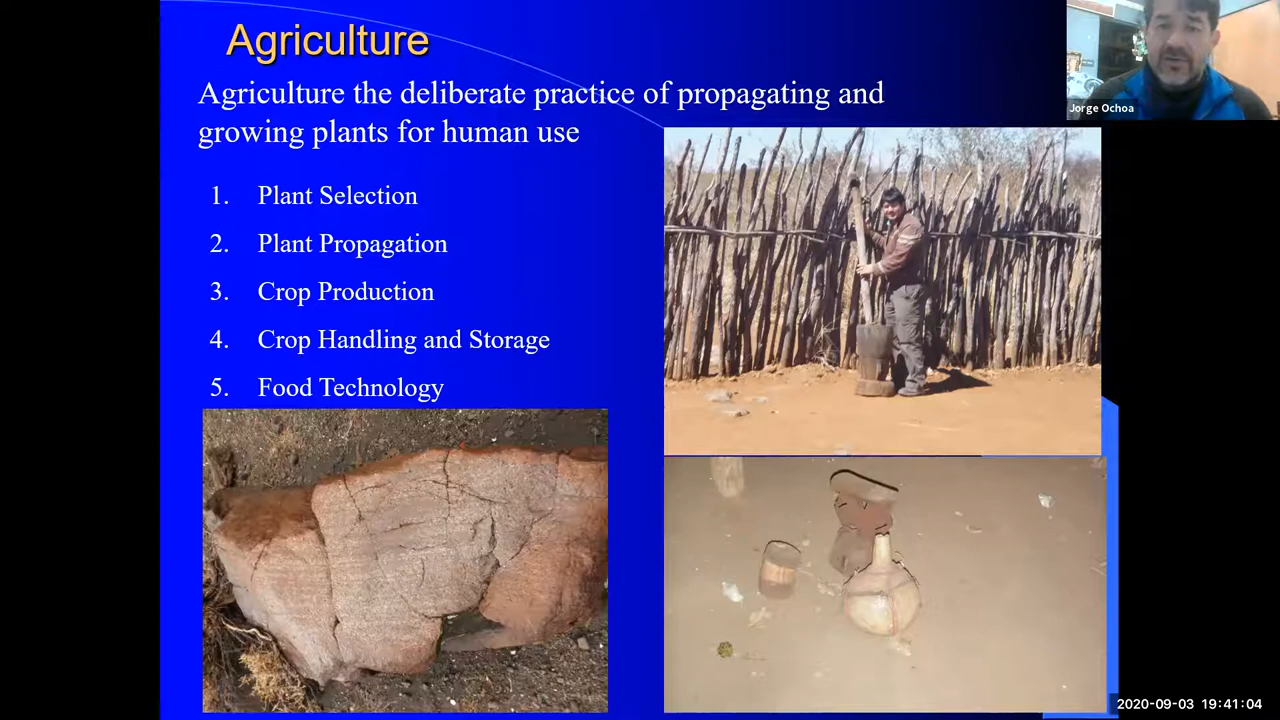 Agriculture
Agriculture the deliberate practice of propagating and
growing plants for human use
1. Plant Selection
2. Plant Propagation
3. Crop Production
4. Crop Handling and Storage
5. Food Technology
Jorge Ochoa
2020-09-03 19:41:04